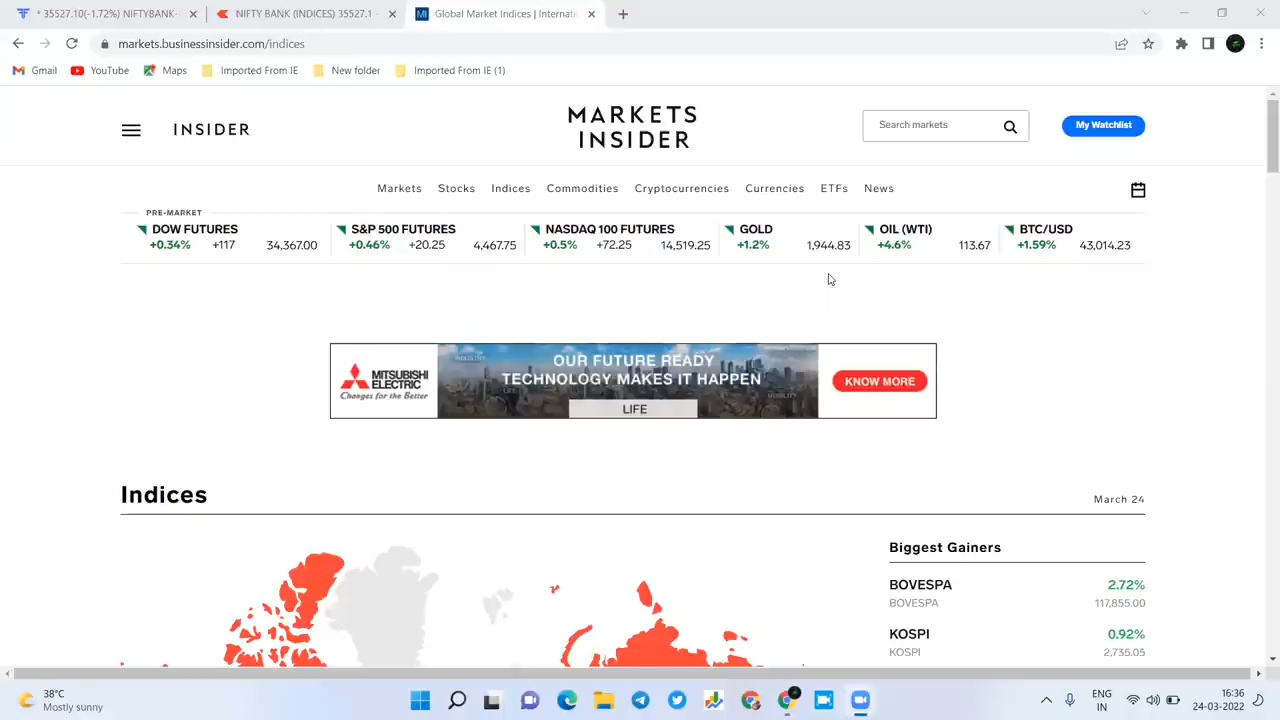 * 35527.10(-1.72%) NIFTYBANK-
NIFTY BANK (INDICES) 35527.1
Global Market Indices | Internati
markets.businessinsider.com/indices
Gmail
YouTube
Maps
Imported From IE
New folder
Imported From IE (1)
INSIDER
MARKETS
INSIDER
Search markets
My Watchlist
Markets Stocks Indices Commodities Cryptocurrencies Currencies ETFs News
PRE-MARKET
DOW FUTURES
+0.34% +117 34,367.00
S&P 500 FUTURES
+0.46% +20.25 4,467.75
NASDAQ 100 FUTURES
+0.5% +72.25 14,519.25
GOLD
+1.2% 1,944.83
OIL (WTI)
+4.6% 113.67
BTC/USD
+1.59% 43,014.23
MITSUBISHI
ELECTRIC
Changes for the Better
OUR FUTURE READY
TECHNOLOGY MAKES IT HAPPEN
LIFE
KNOW MORE
Indices
March 24
Biggest Gainers
BOVESPA 2.72%
BOVESPA 117,855.00
KOSPI 0.92%
KOSPI 2,735.05
38°C
Mostly sunny
ENG
IN
16:36
24-03-2022